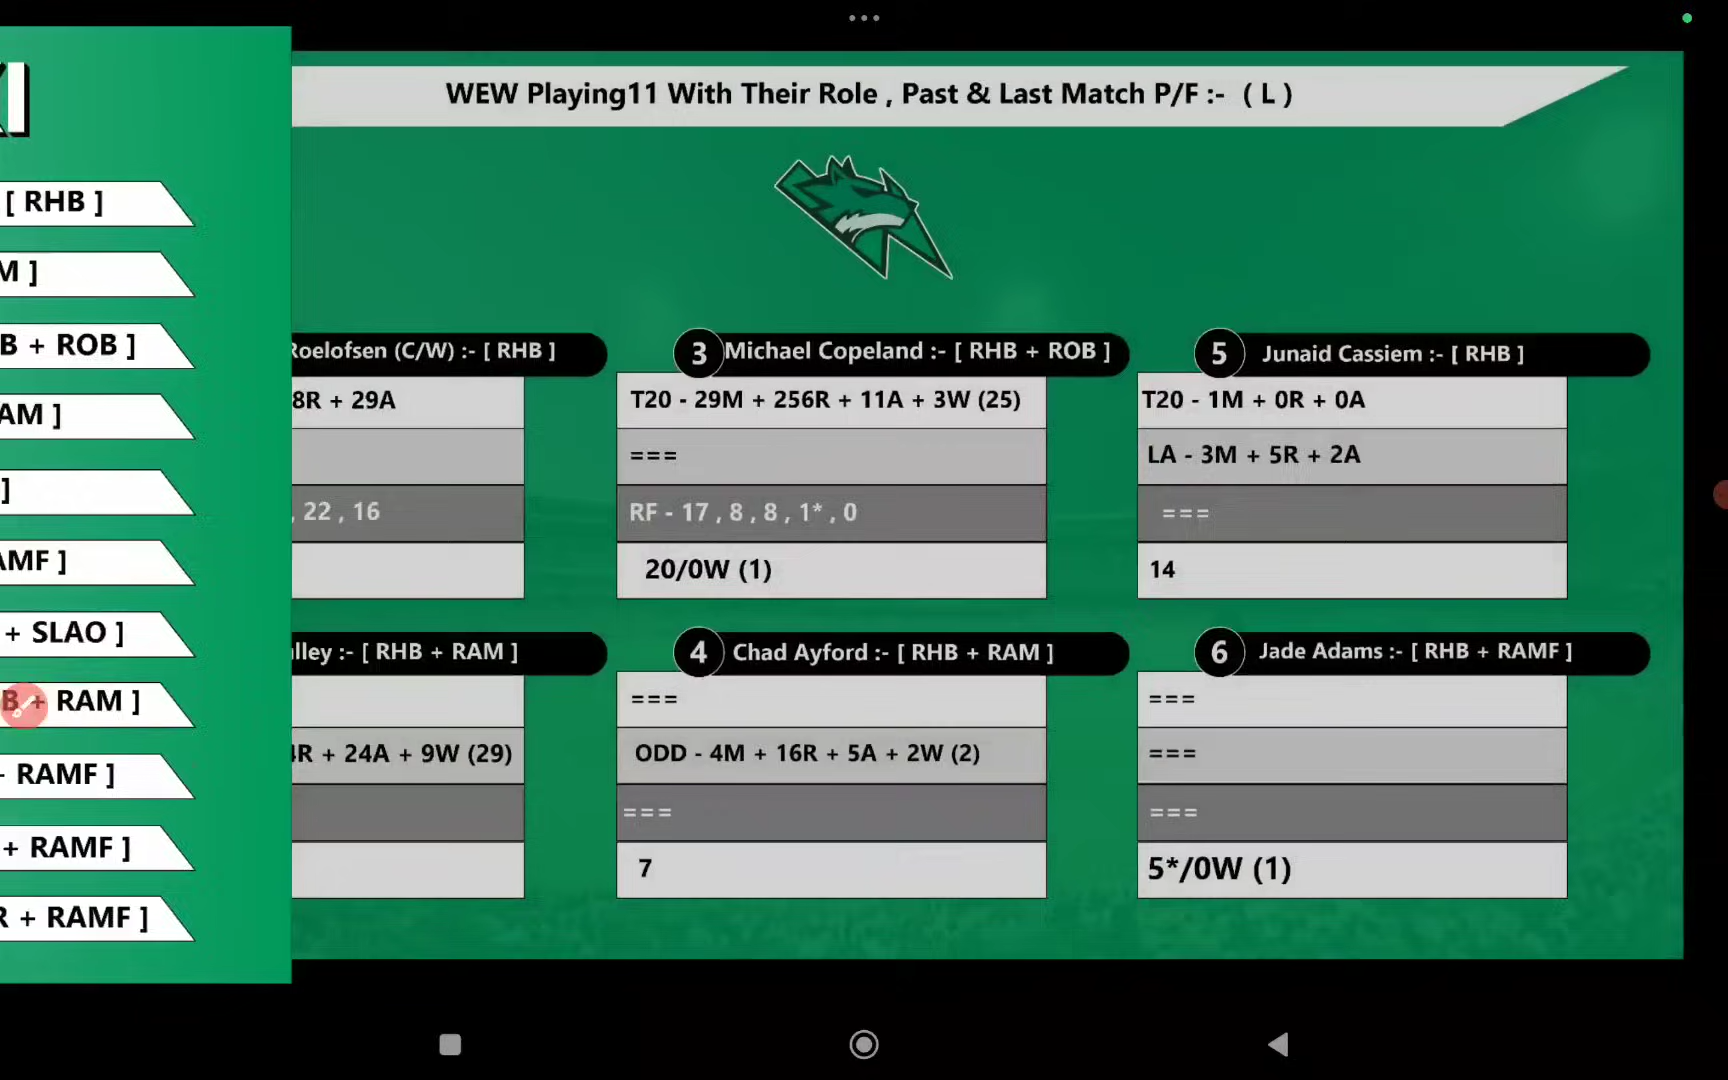 WEW Playing11 With Their Role , Past & Last Match P/F :- ( L )
[ RHB ]
M ]
B + ROB ]
AM ]
]
AMF ]
+ SLAO ]
B + RAM ]
- RAMF ]
+ RAMF ]
R + RAMF ]
Roelofsen (C/W) :- [ RHB ]
8R + 29A
, 22 , 16
lley :- [ RHB + RAM ]
R + 24A + 9W (29)
3 Michael Copeland :- [ RHB + ROB ]
T20 - 29M + 256R + 11A + 3W (25)
===
RF - 17 , 8 , 8 , 1* , 0
20/0W (1)
4 Chad Ayford :- [ RHB + RAM ]
===
ODD - 4M + 16R + 5A + 2W (2)
===
7
5 Junaid Cassiem :- [ RHB ]
T20 - 1M + 0R + 0A
LA - 3M + 5R + 2A
===
14
6 Jade Adams :- [ RHB + RAMF ]
===
===
===
5*/0W (1)